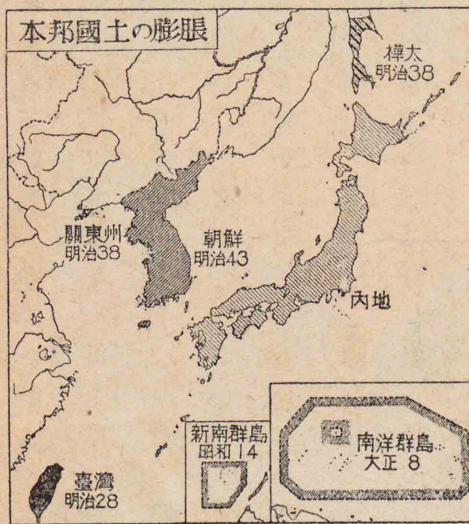 本邦國土の膨脹
樺太
明治38
關東州
明治38
朝鮮
明治43
內地
新南群島
昭和14
南洋群島
大正8
臺灣
明治28